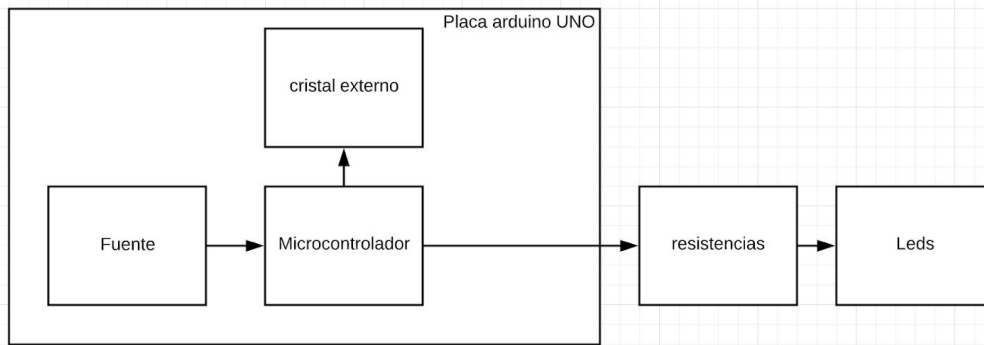 Placa arduino UNO
cristal externo
Fuente
Microcontrolador
resistencias
Leds